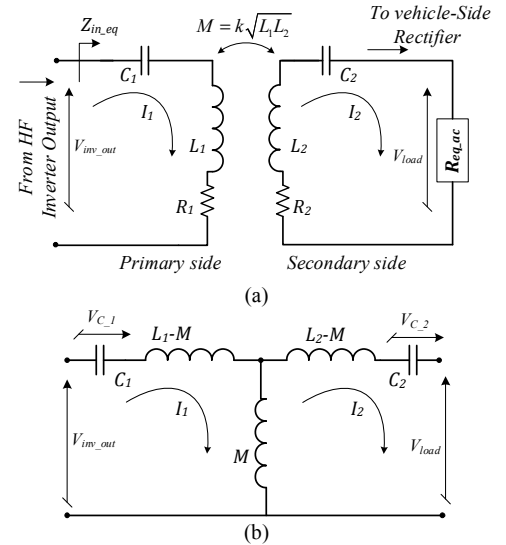 Z_in_eq
M = k√L₁L₂
To vehicle-Side
Rectifier
C₁
C₂
From HF
Inverter Output
V_inv_out
I₁
L₁
L₂
I₂
V_load
R_eq_ac
R₁
R₂
Primary side
Secondary side
(a)
V_C_1
L₁-M
L₂-M
V_C_2
C₁
C₂
I₁
I₂
V_inv_out
M
V_load
(b)